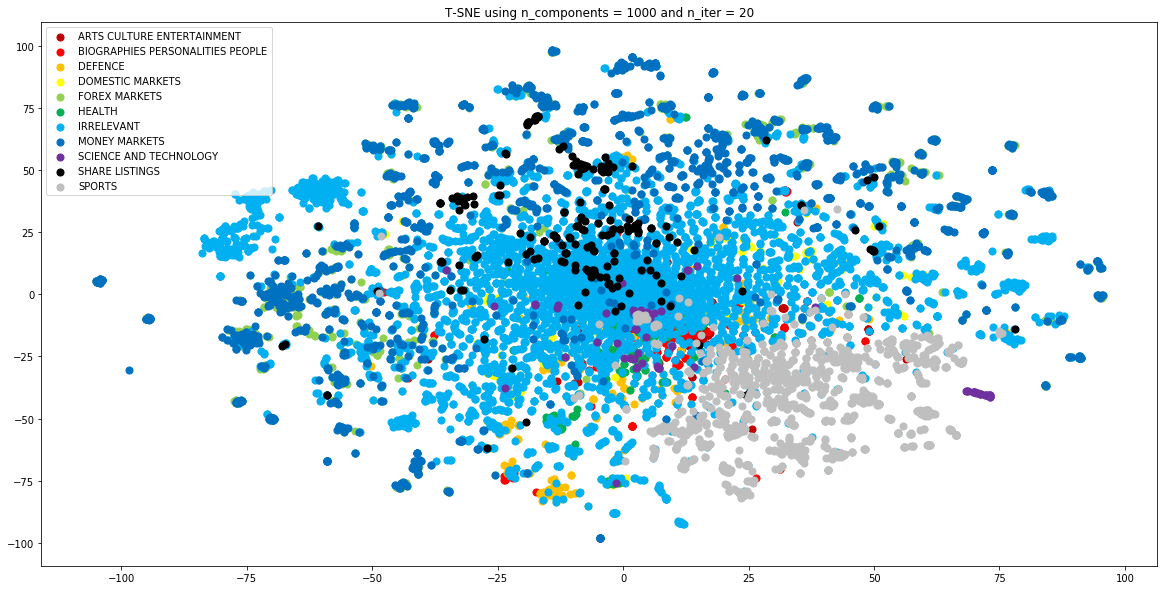 T-SNE using n_components = 1000 and n_iter = 20
ARTS CULTURE ENTERTAINMENT
BIOGRAPHIES PERSONALITIES PEOPLE
DEFENCE
DOMESTIC MARKETS
FOREX MARKETS
HEALTH
IRRELEVANT
MONEY MARKETS
SCIENCE AND TECHNOLOGY
SHARE LISTINGS
SPORTS
100
75
50
25
0
−25
−50
−75
−100
−100 −75 −50 −25 0 25 50 75 100